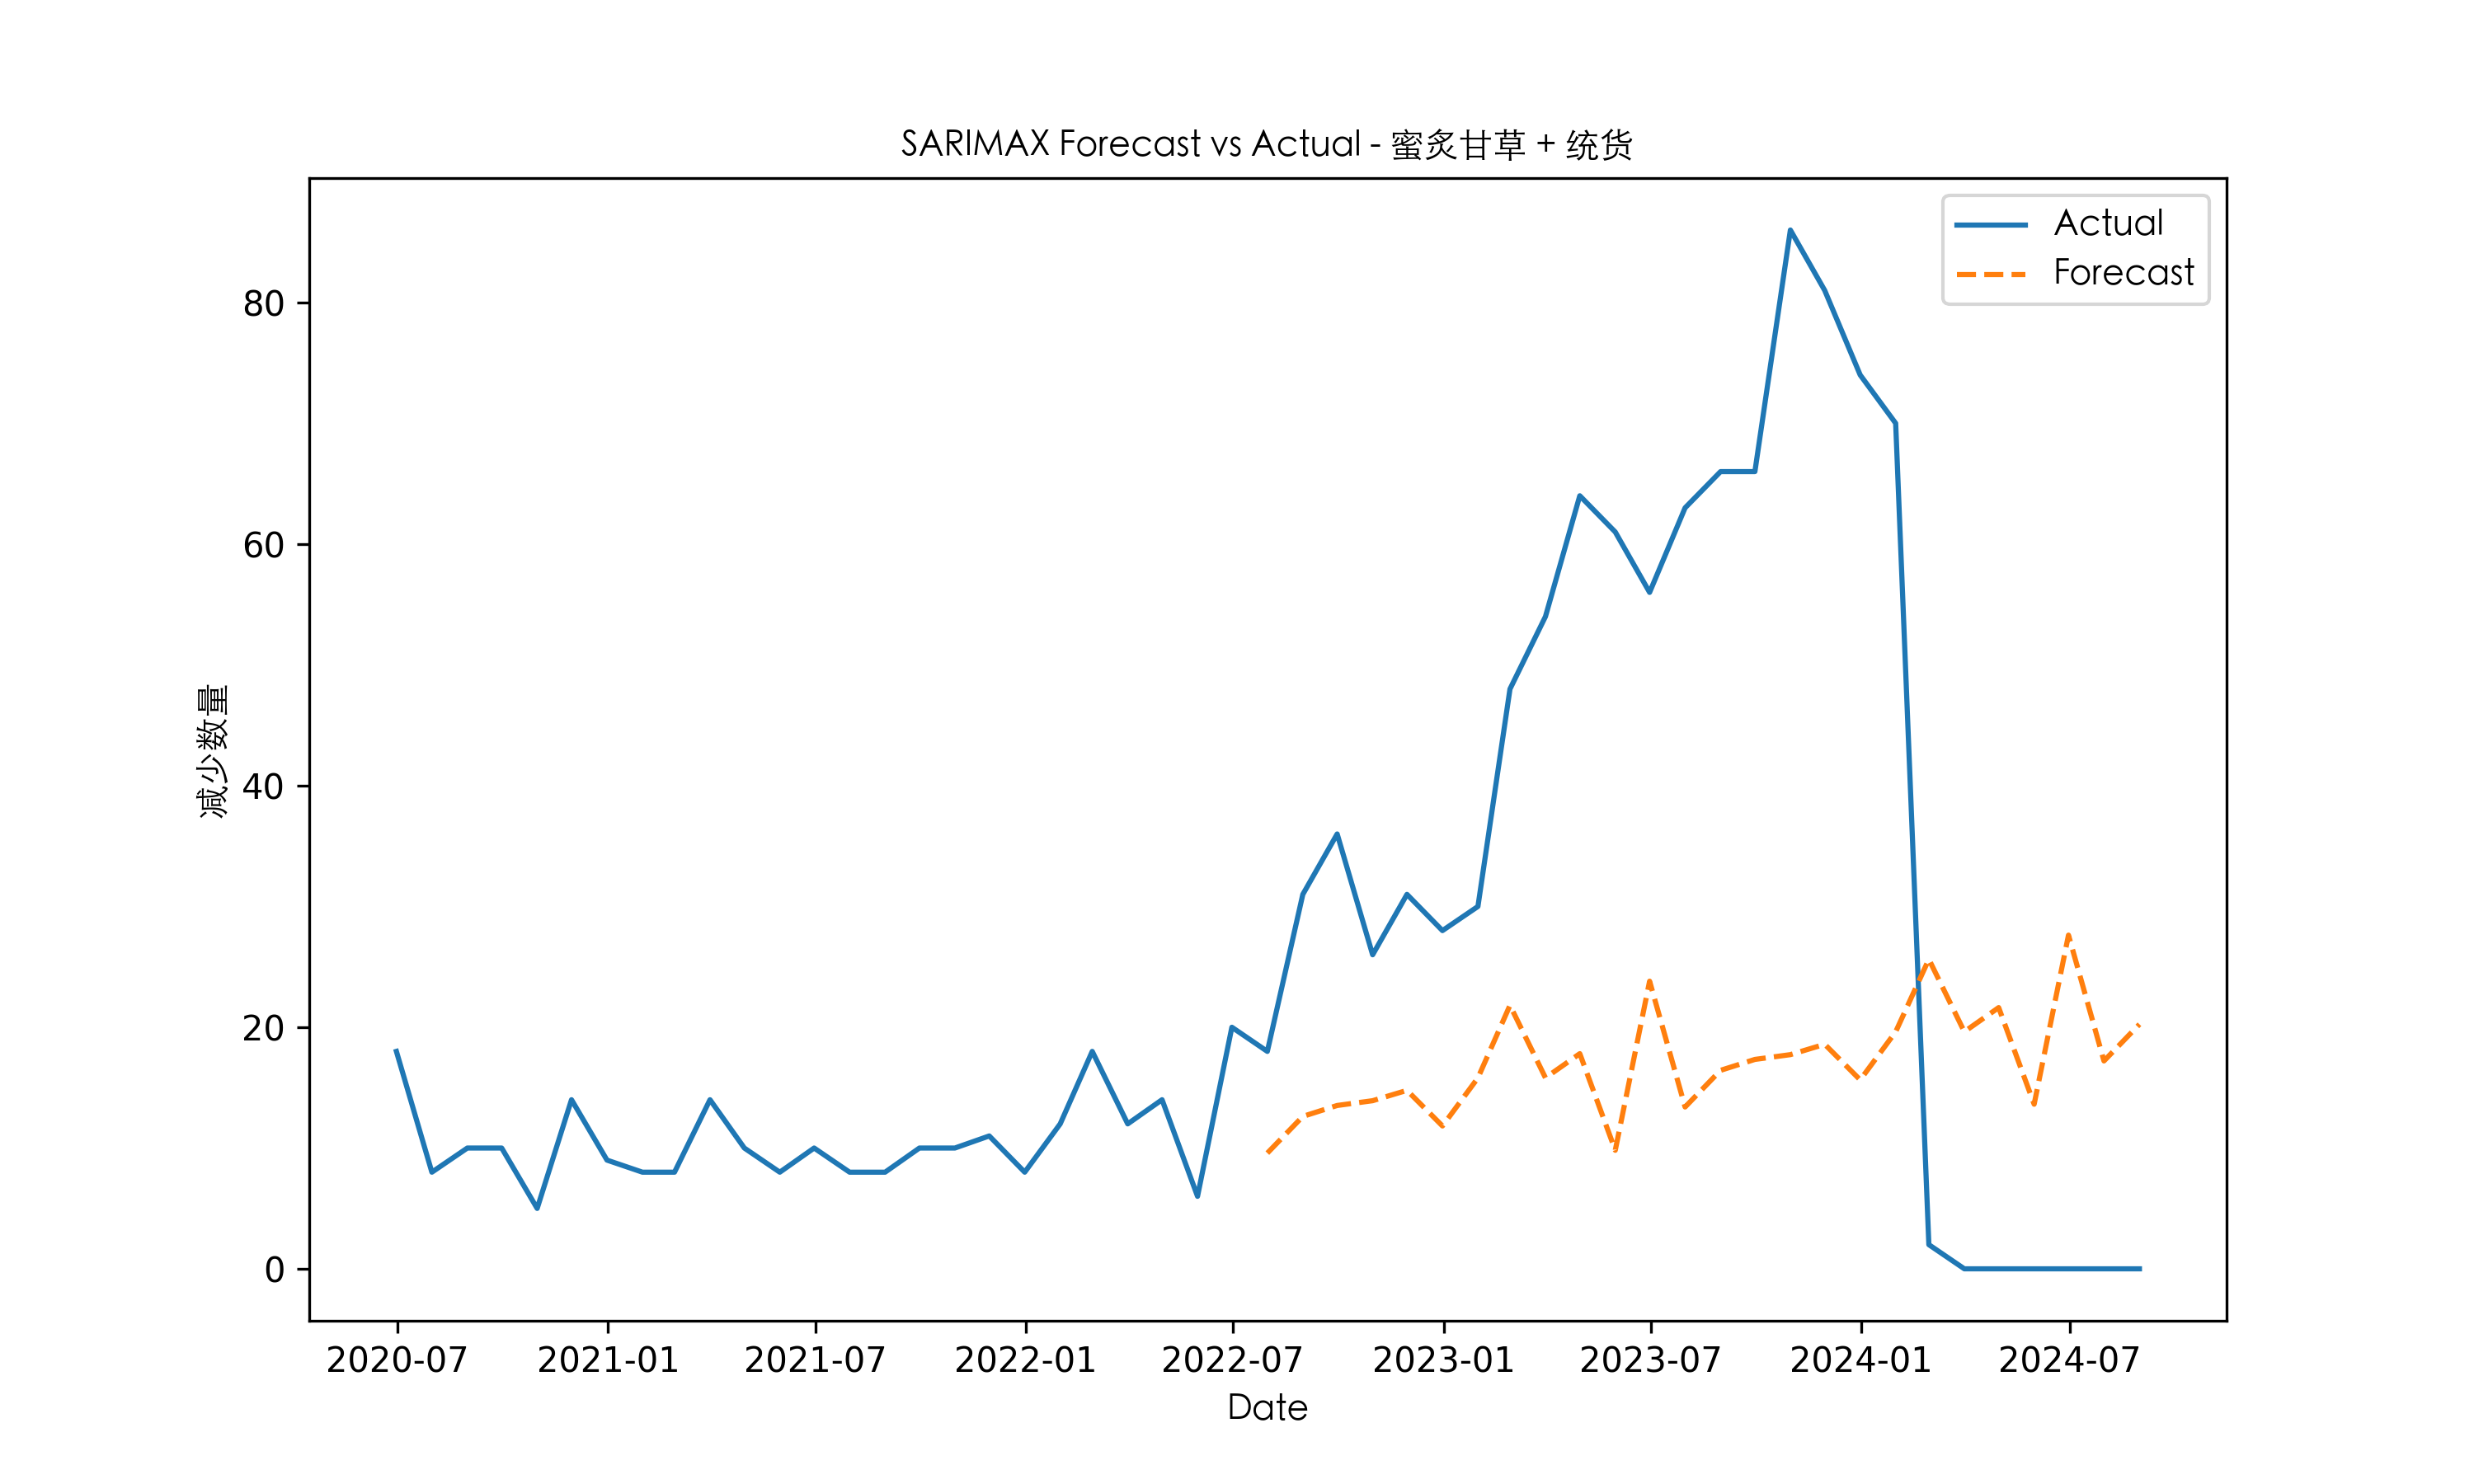 SARIMAX Forecast vs Actual - 蜜炙甘草 + 统货
Actual
Forecast
减少数量
80
60
40
20
0
2020-07 2021-01 2021-07 2022-01 2022-07 2023-01 2023-07 2024-01 2024-07
Date